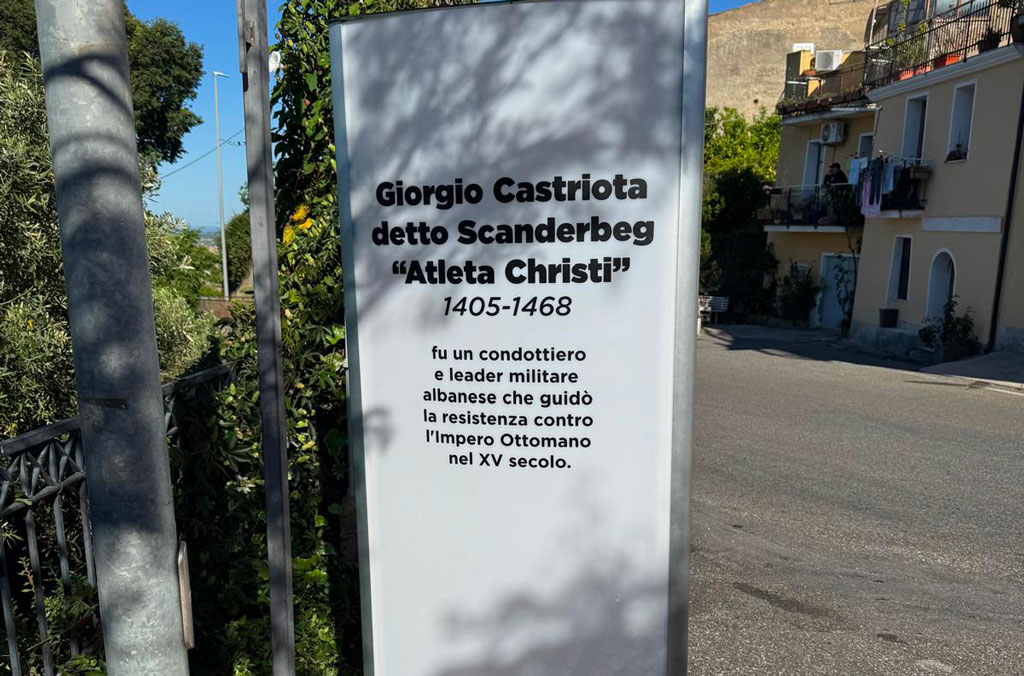 Giorgio Castriota
detto Scanderbeg
“Atleta Christi”
1405-1468
fu un condottiero
e leader militare
albanese che guidò
la resistenza contro
l'Impero Ottomano
nel XV secolo.